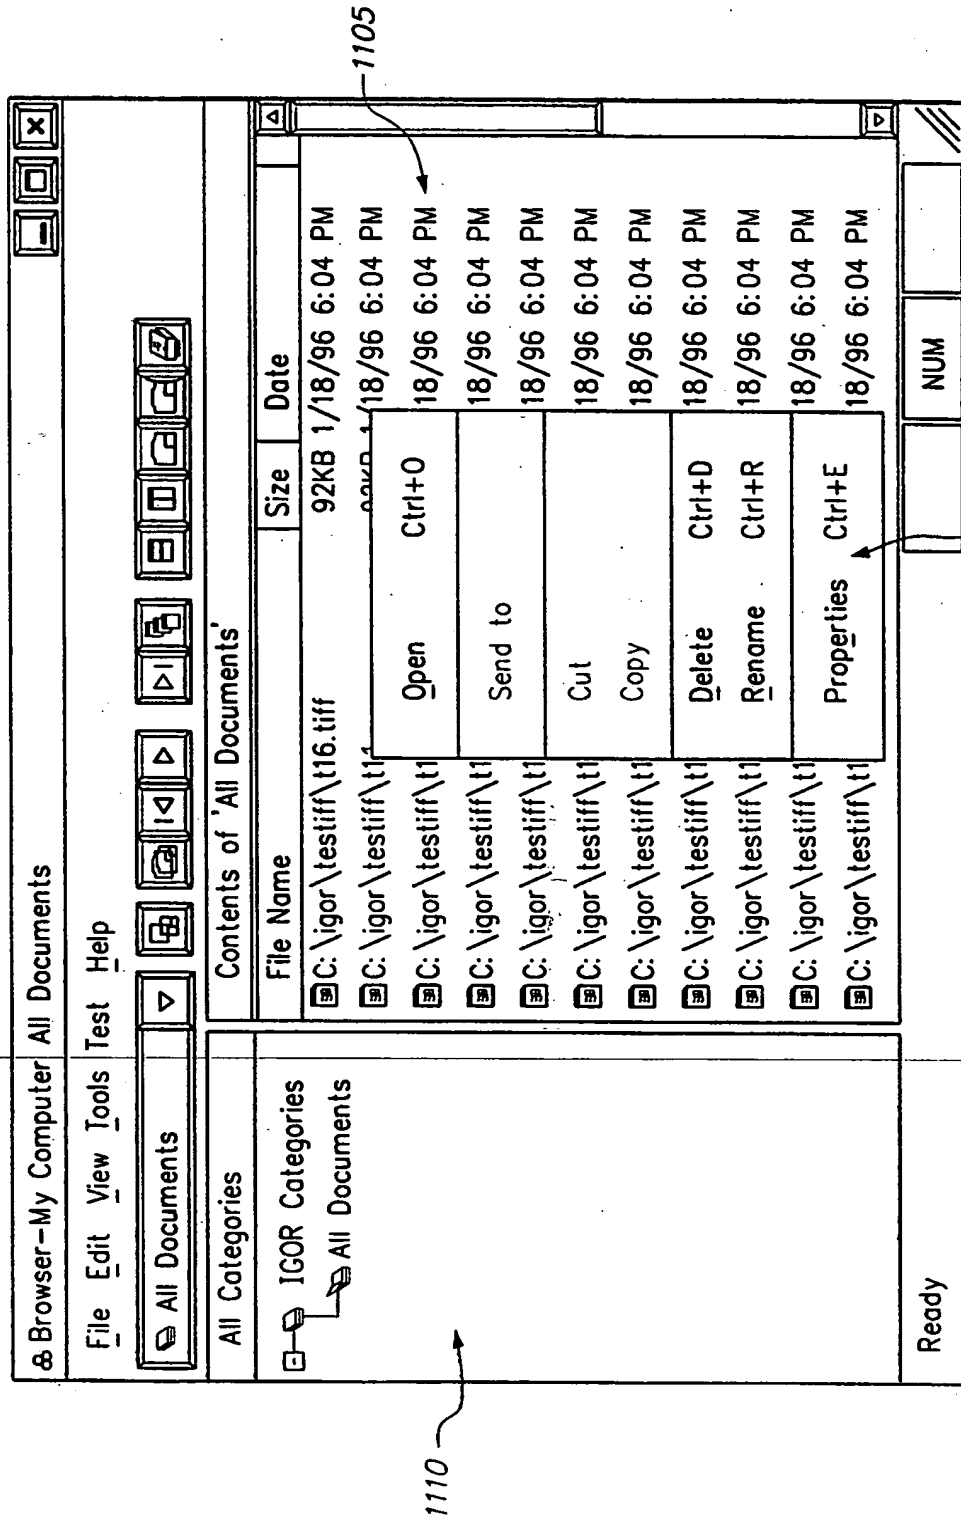 Browser-My Computer All Documents
File Edit View Tools Test Help
All Documents
All Categories
Contents of 'All Documents'
IGOR Categories
All Documents
File Name Size Date
C: \igor\testiff\t16.tiff 92KB 1/18/96 6:04 PM
C: \igor\testiff\t1 18/96 6:04 PM
C: \igor\testiff\t1 18/96 6:04 PM
C: \igor\testiff\t1 18/96 6:04 PM
C: \igor\testiff\t1 18/96 6:04 PM
C: \igor\testiff\t1 18/96 6:04 PM
C: \igor\testiff\t1 18/96 6:04 PM
C: \igor\testiff\t1 18/96 6:04 PM
C: \igor\testiff\t1 18/96 6:04 PM
C: \igor\testiff\t1 18/96 6:04 PM
C: \igor\testiff\t1 18/96 6:04 PM
Open Ctrl+O
Send to
Cut
Copy
Delete Ctrl+D
Rename Ctrl+R
Properties Ctrl+E
Ready
NUM
1105
1110